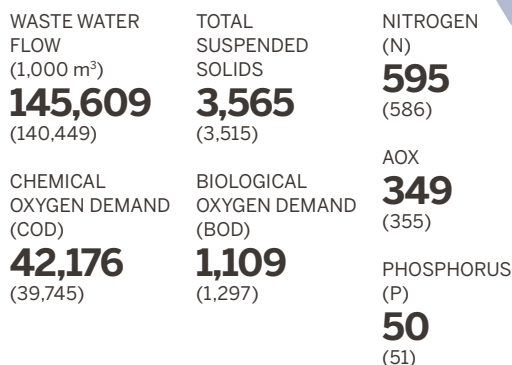 WASTE WATER
FLOW
(1,000 m³)
145,609
(140,449)
CHEMICAL
OXYGEN DEMAND
(COD)
42,176
(39,745)
TOTAL
SUSPENDED
SOLIDS
3,565
(3,515)
BIOLOGICAL
OXYGEN DEMAND
(BOD)
1,109
(1,297)
NITROGEN
(N)
595
(586)
AOX
349
(355)
PHOSPHORUS
(P)
50
(51)